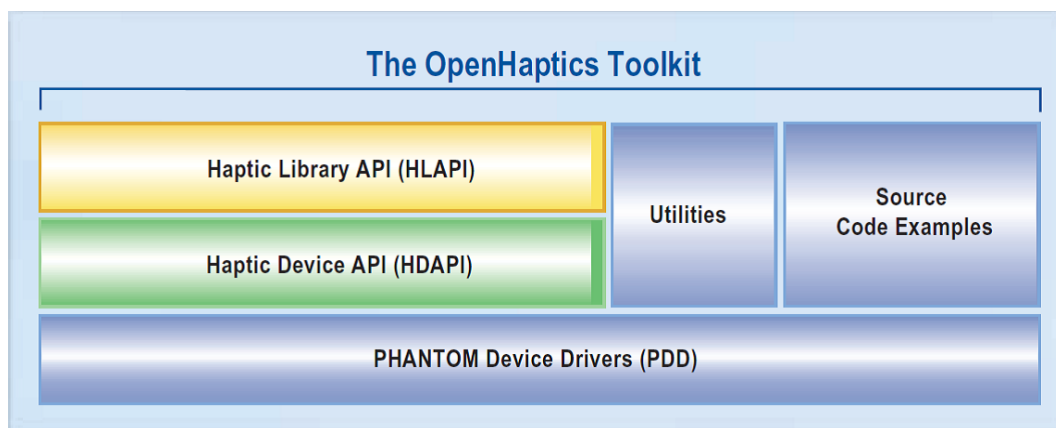 The OpenHaptics Toolkit
Haptic Library API (HLAPI)
Haptic Device API (HDAPI)
Utilities
Source
Code Examples
PHANTOM Device Drivers (PDD)